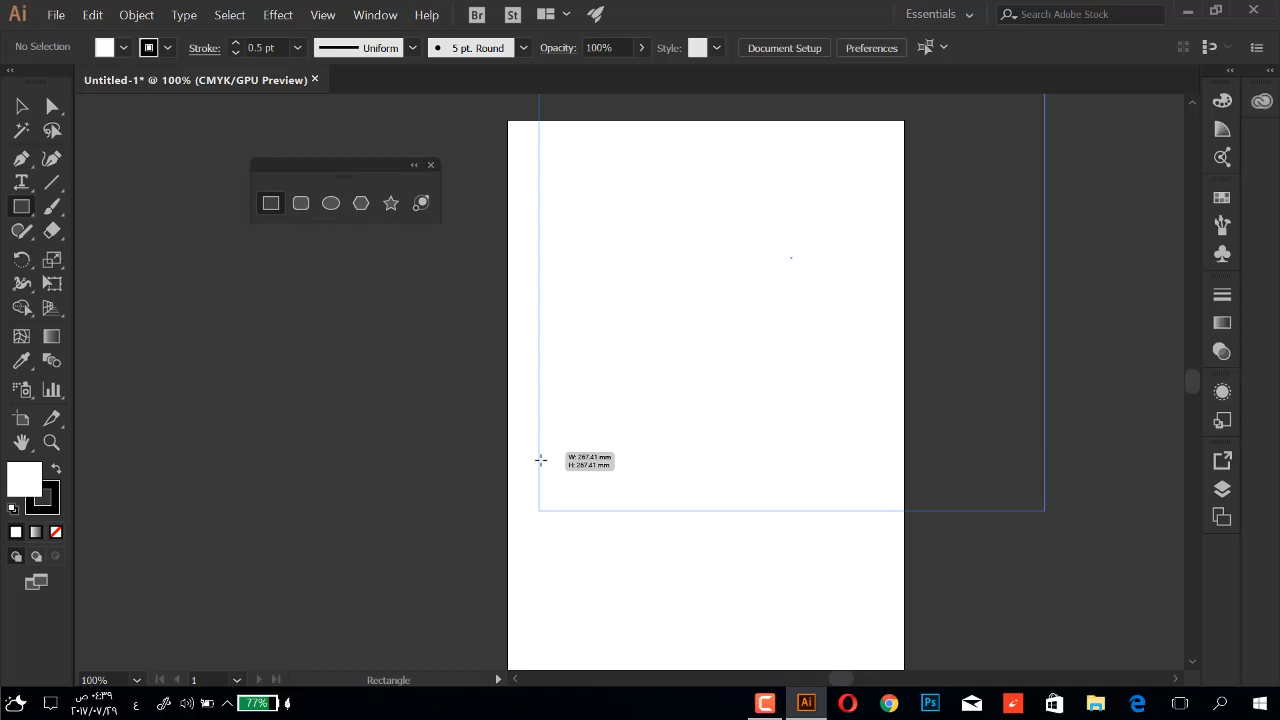 Ai File Edit Object Type Select Effect View Window Help Br St Essentials Search Adobe Stock
No Selection Stroke: 0.5 pt Uniform 5 pt. Round Opacity: 100% Style: Document Setup Preferences
Untitled-1* @ 100% (CMYK/GPU Preview)
W: 267.41 mm
H: 267.41 mm
100% 1 Rectangle
ع 77% Ai Ps